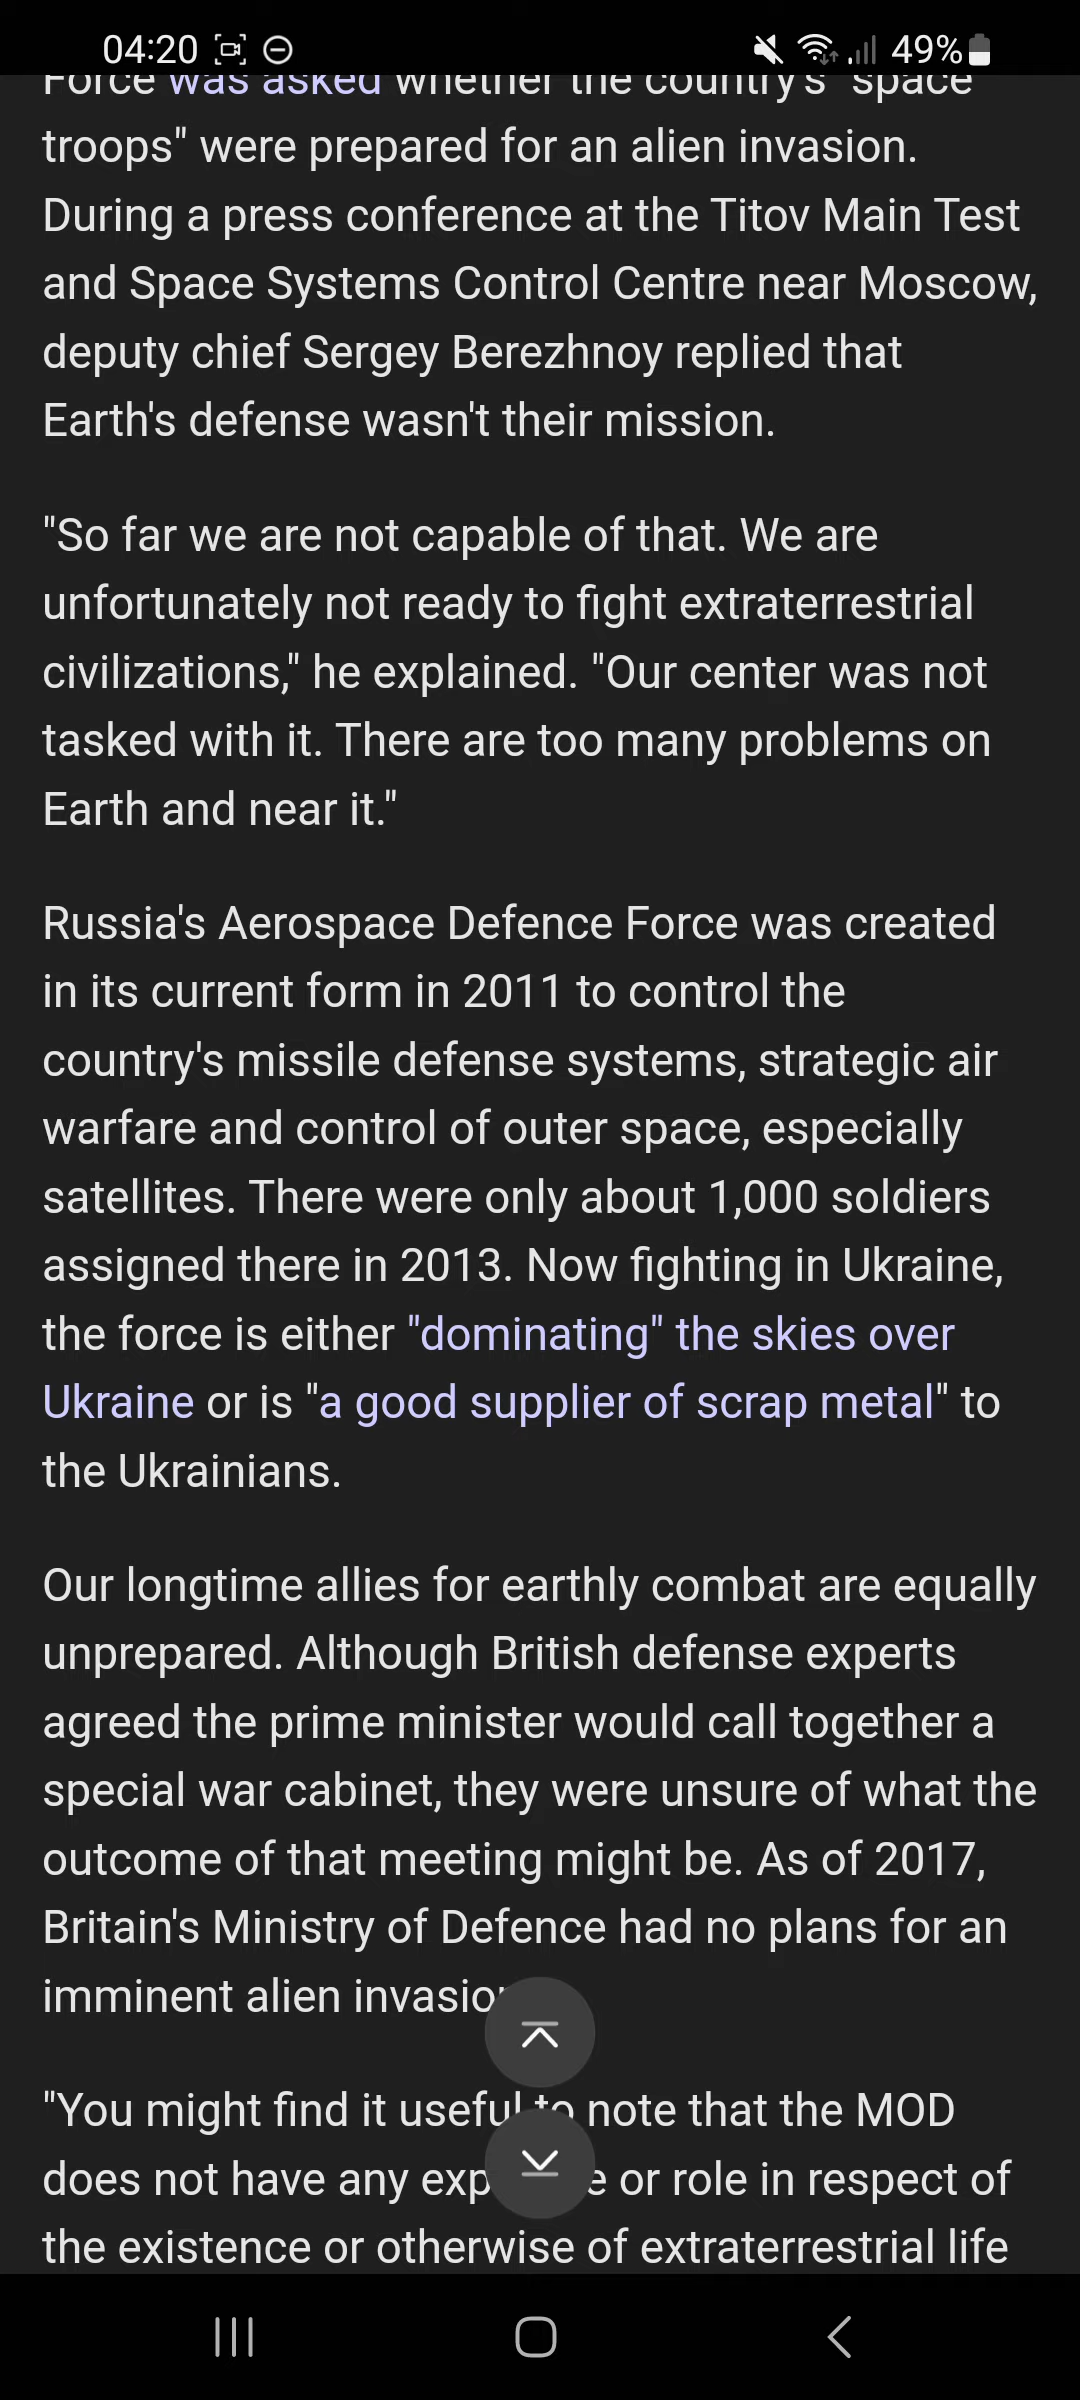 04:20 49%
Force was asked whether the country's "space
troops" were prepared for an alien invasion.
During a press conference at the Titov Main Test
and Space Systems Control Centre near Moscow,
deputy chief Sergey Berezhnoy replied that
Earth's defense wasn't their mission.
"So far we are not capable of that. We are
unfortunately not ready to fight extraterrestrial
civilizations," he explained. "Our center was not
tasked with it. There are too many problems on
Earth and near it."
Russia's Aerospace Defence Force was created
in its current form in 2011 to control the
country's missile defense systems, strategic air
warfare and control of outer space, especially
satellites. There were only about 1,000 soldiers
assigned there in 2013. Now fighting in Ukraine,
the force is either "dominating" the skies over
Ukraine or is "a good supplier of scrap metal" to
the Ukrainians.
Our longtime allies for earthly combat are equally
unprepared. Although British defense experts
agreed the prime minister would call together a
special war cabinet, they were unsure of what the
outcome of that meeting might be. As of 2017,
Britain's Ministry of Defence had no plans for an
imminent alien
"You might find it useful to note that the MOD
does not have any or role in respect of
the existence or otherwise of extraterrestrial life